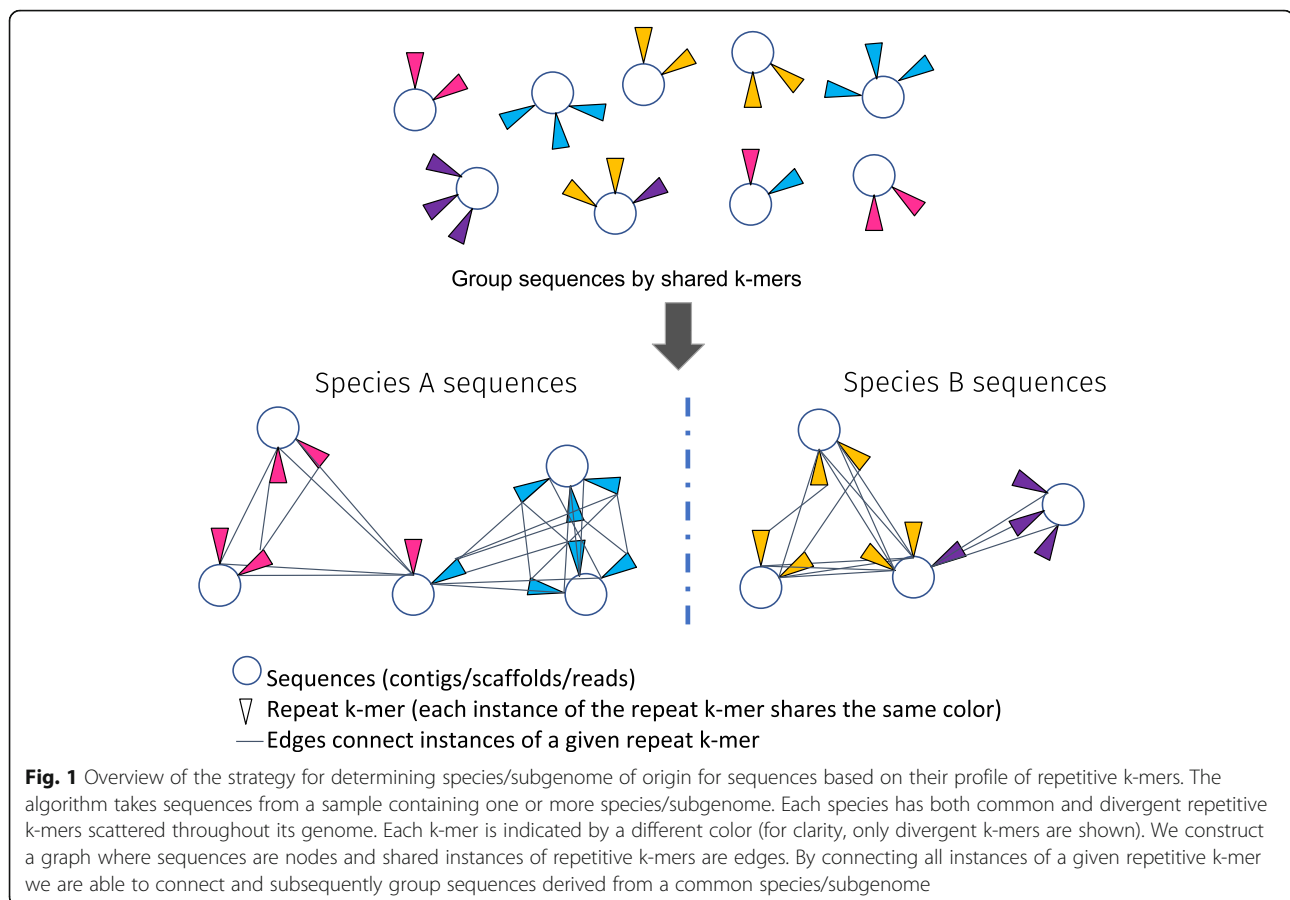 Group sequences by shared k-mers
Species A sequences
Species B sequences
Sequences (contigs/scaffolds/reads)
Repeat k-mer (each instance of the repeat k-mer shares the same color)
Edges connect instances of a given repeat k-mer
Fig. 1 Overview of the strategy for determining species/subgenome of origin for sequences based on their profile of repetitive k-mers. The
algorithm takes sequences from a sample containing one or more species/subgenome. Each species has both common and divergent repetitive
k-mers scattered throughout its genome. Each k-mer is indicated by a different color (for clarity, only divergent k-mers are shown). We construct
a graph where sequences are nodes and shared instances of repetitive k-mers are edges. By connecting all instances of a given repetitive k-mer
we are able to connect and subsequently group sequences derived from a common species/subgenome